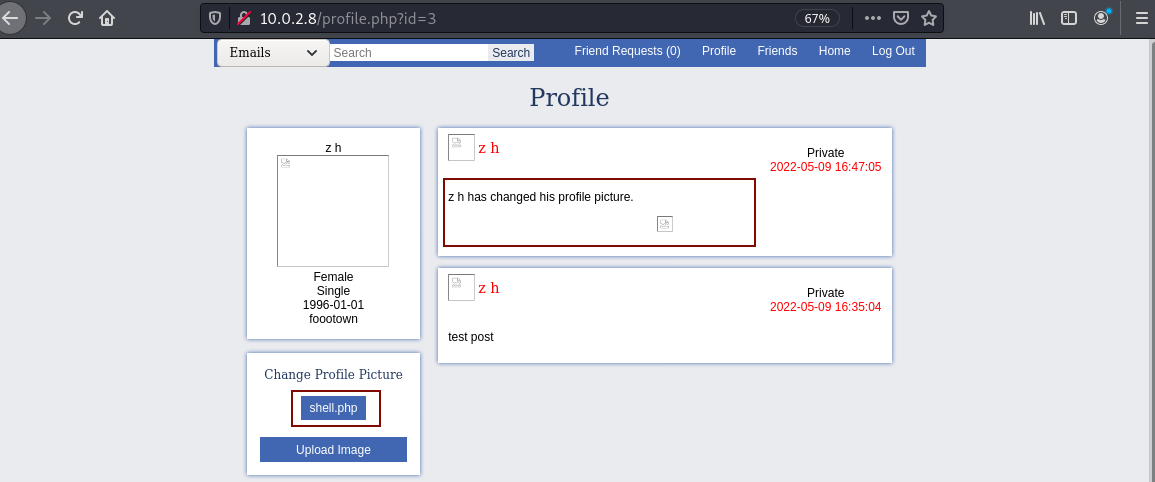 10.0.2.8/profile.php?id=3
67%
Emails
Search
Search
Friend Requests (0)
Profile
Friends
Home
Log Out
Profile
z h
Female
Single
1996-01-01
foootown
Change Profile Picture
shell.php
Upload Image
z h
Private
2022-05-09 16:47:05
z h has changed his profile picture.
z h
Private
2022-05-09 16:35:04
test post